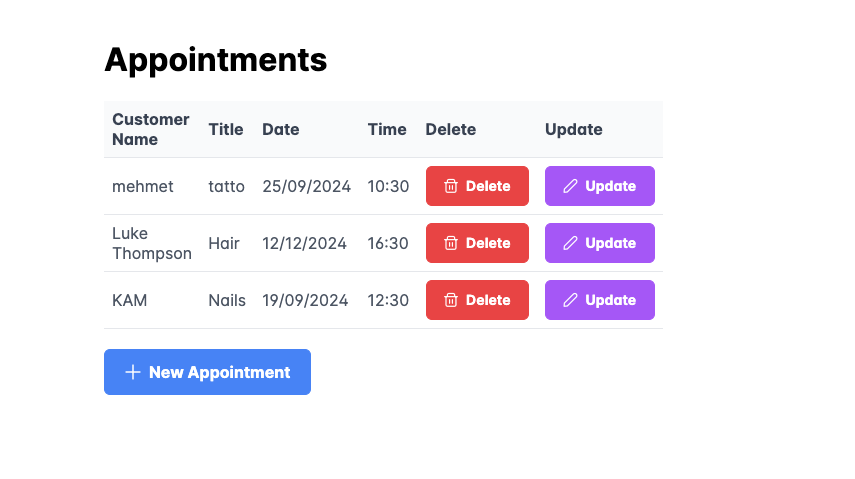 Appointments
Customer Name Title Date Time Delete Update
mehmet tatto 25/09/2024 10:30 Delete Update
Luke Thompson Hair 12/12/2024 16:30 Delete Update
KAM Nails 19/09/2024 12:30 Delete Update
New Appointment